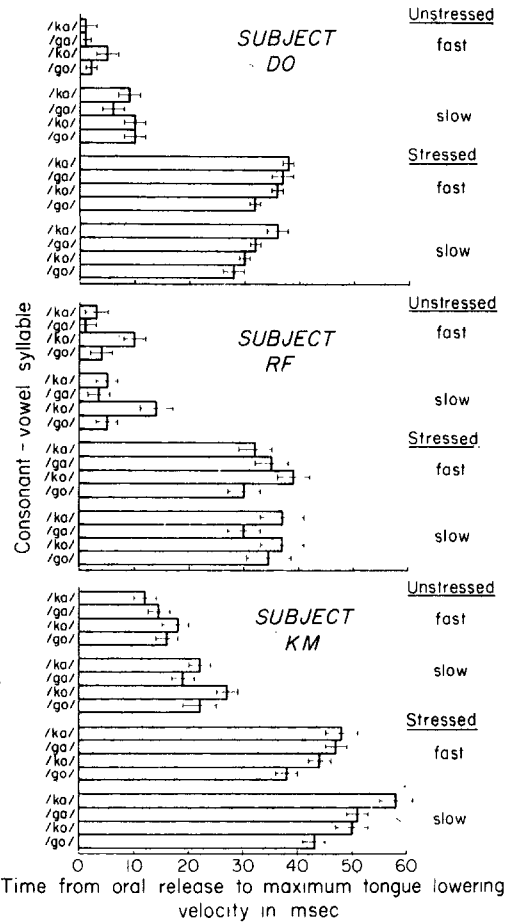 Unstressed
/ka/
/ga/
/ko/
/go/
fast
SUBJECT
DO
/ka/
/ga/
/ko/
/go/
slow
Stressed
/ka/
/ga/
/ko/
/go/
fast
/ka/
/ga/
/ko/
/go/
slow
Consonant-vowel syllable
Unstressed
/ka/
/ga/
/ko/
/go/
fast
SUBJECT
RF
/ka/
/ga/
/ko/
/go/
slow
Stressed
/ka/
/ga/
/ko/
/go/
fast
/ka/
/ga/
/ko/
/go/
slow
Unstressed
/ka/
/ga/
/ko/
/go/
fast
SUBJECT
KM
/ka/
/ga/
/ko/
/go/
slow
Stressed
/ka/
/ga/
/ko/
/go/
fast
/ka/
/ga/
/ko/
/go/
slow
0 10 20 30 40 50 60
Time from oral release to maximum tongue lowering
velocity in msec